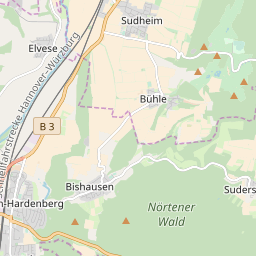 Sudheim
Elvese
Schnellfahrstrecke Hannover-Würzburg
Bühle
B 3
Bishausen
Suders
n-Hardenberg
Nörtener
Wald